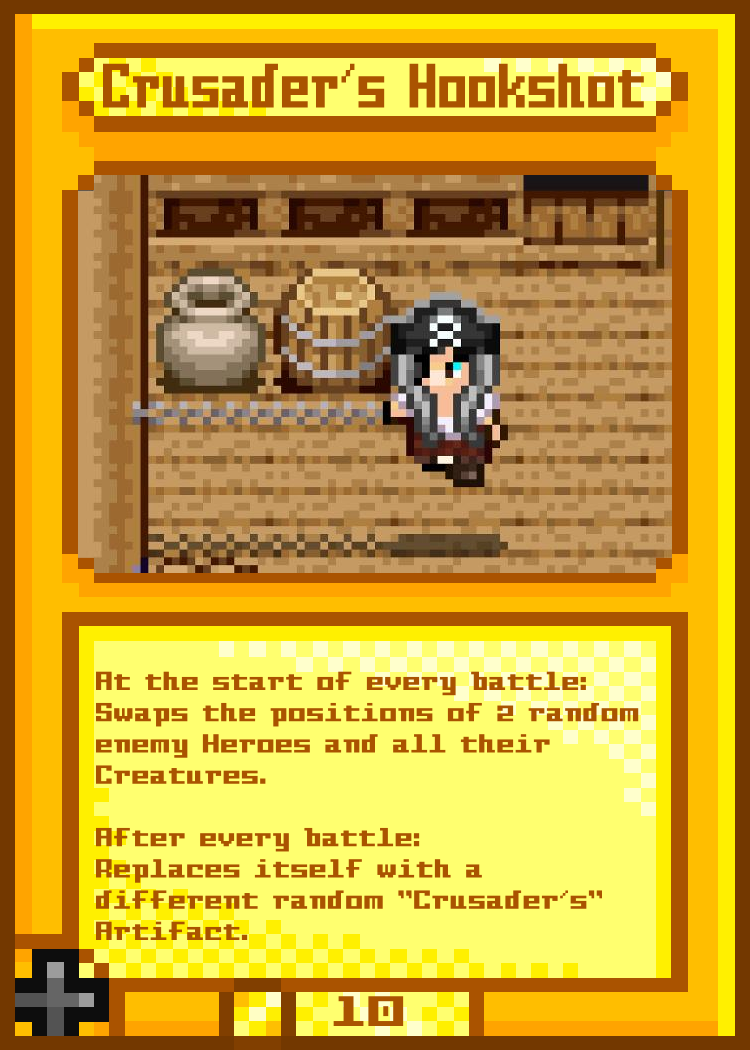 Crusader's Hookshot
At the start of every battle:
Swaps the positions of 2 random
enemy Heroes and all their
Creatures.
After every battle:
Replaces itself with a
different random "Crusader's"
Artifact.
10